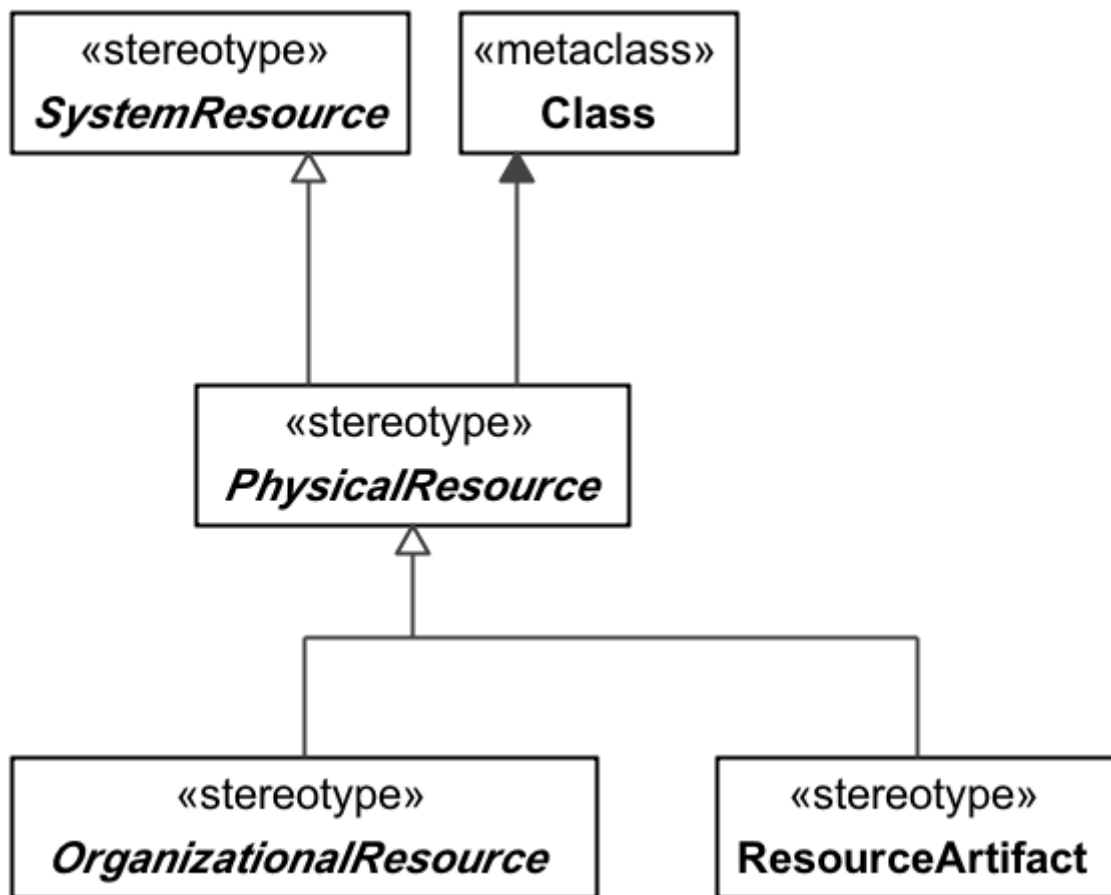 «stereotype»
SystemResource
«metaclass»
Class
«stereotype»
PhysicalResource
«stereotype»
OrganizationalResource
«stereotype»
ResourceArtifact